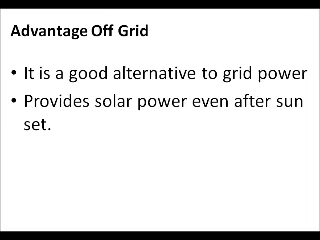 Advantage Off Grid
• It is a good alternative to grid power
• Provides solar power even after sun
set.